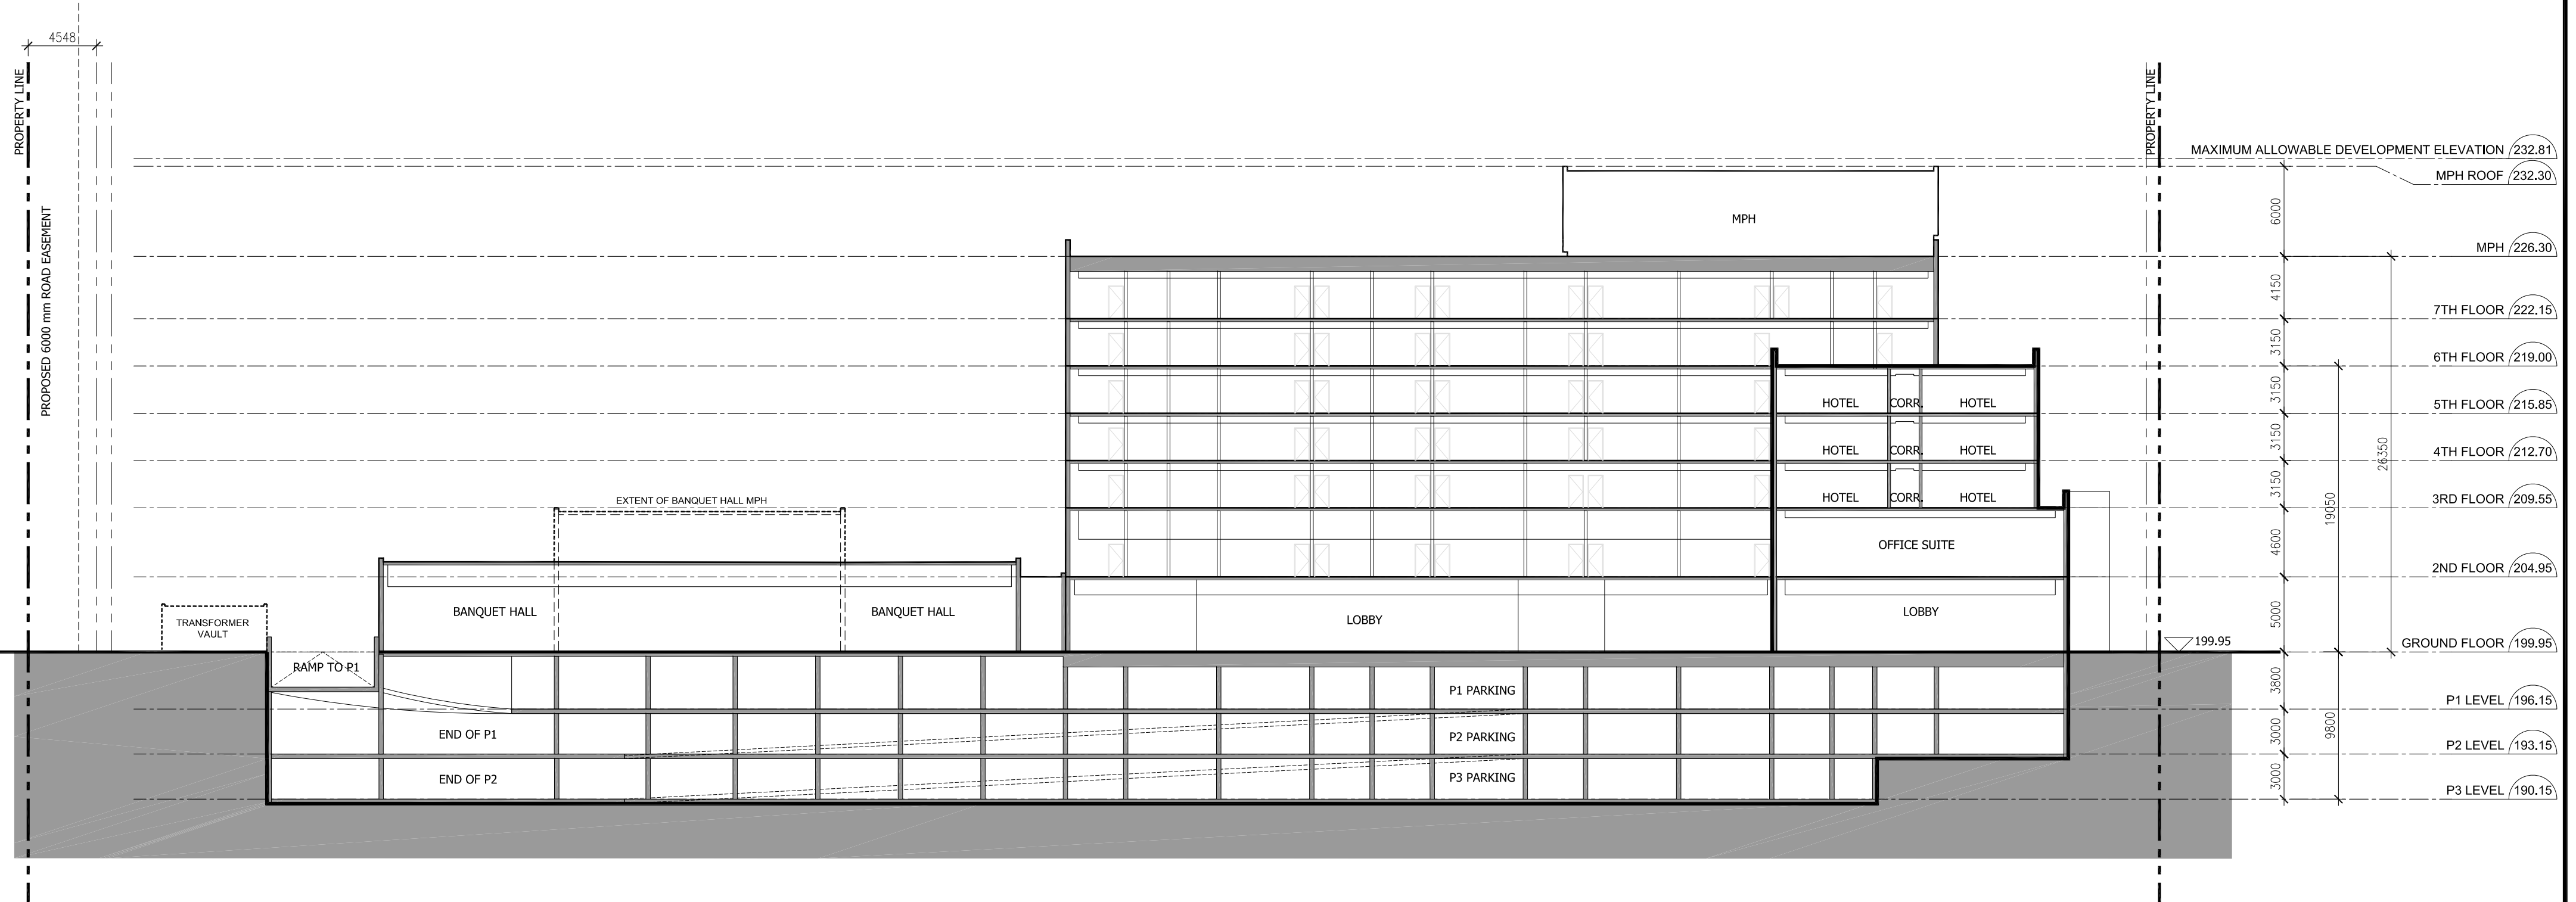 4548
PROPERTY LINE
PROPOSED 6000 mm ROAD EASEMENT
PROPERTY LINE
MAXIMUM ALLOWABLE DEVELOPMENT ELEVATION 232.81
MPH ROOF 232.30
6000
MPH
MPH 226.30
4150
7TH FLOOR 222.15
3150
6TH FLOOR 219.00
3150
HOTEL CORR. HOTEL
5TH FLOOR 215.85
3150
HOTEL CORR. HOTEL
4TH FLOOR 212.70
26350
3150
HOTEL CORR. HOTEL
3RD FLOOR 209.55
19050
EXTENT OF BANQUET HALL MPH
4600
OFFICE SUITE
2ND FLOOR 204.95
5000
BANQUET HALL
BANQUET HALL
LOBBY
LOBBY
TRANSFORMER
VAULT
199.95
GROUND FLOOR 199.95
RAMP TO P1
3800
P1 PARKING
P1 LEVEL 196.15
END OF P1
P2 PARKING
3000
9800
P2 LEVEL 193.15
END OF P2
P3 PARKING
3000
P3 LEVEL 190.15